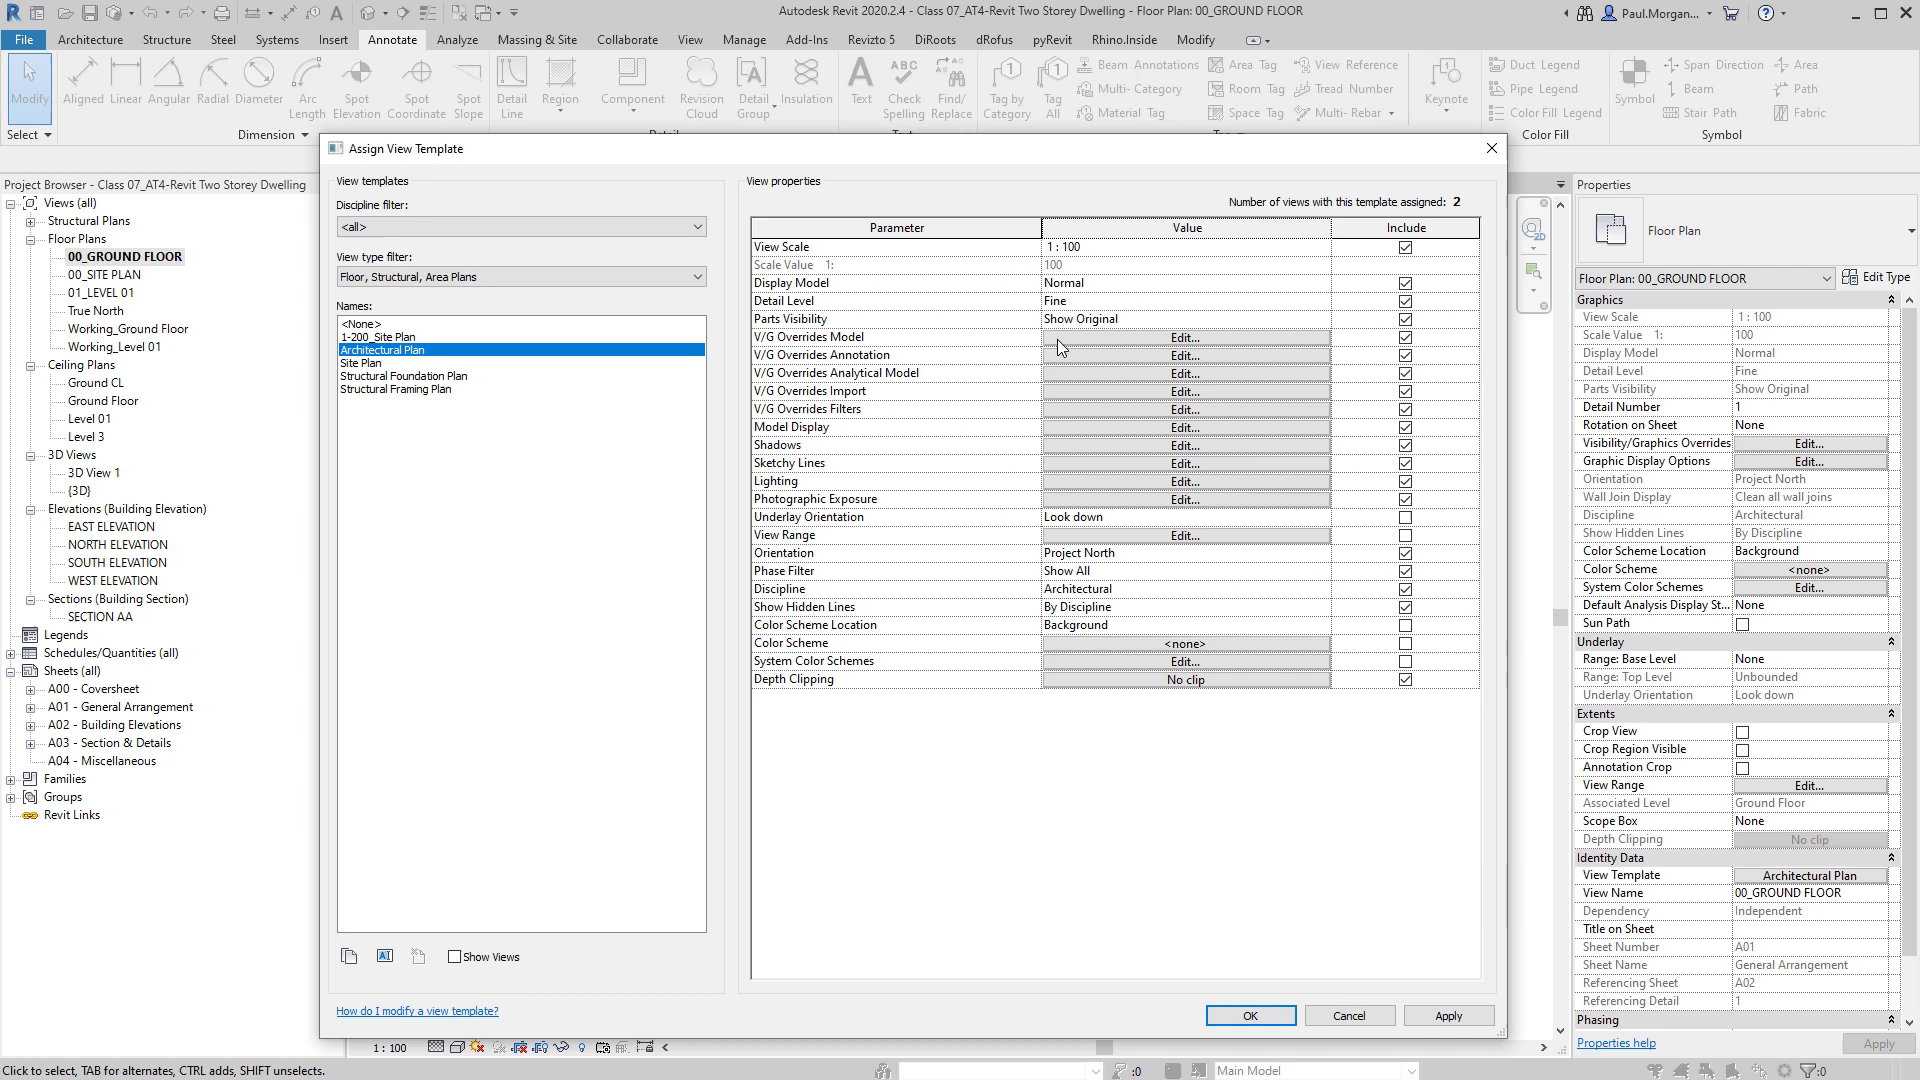 Autodesk Revit 2020.2.4 - Class 07_AT4-Revit Two Storey Dwelling - Floor Plan: 00_GROUND FLOOR
Paul.Morgan...
File Architecture Structure Steel Systems Insert Annotate Analyze Massing & Site Collaborate View Manage Add-Ins Revizto 5 DiRoots dRofus pyRevit Rhino.Inside Modify
Modify Aligned Linear Angular Radial Diameter Arc Length Spot Elevation Spot Coordinate Spot Slope Detail Line Region Component Revision Cloud Detail Group Insulation Text Check Spelling Find/ Replace Tag by Category Tag All
Beam Annotations Area Tag View Reference
Multi- Category Room Tag Tread Number
Material Tag Space Tag Multi- Rebar
Keynote
Duct Legend
Pipe Legend
Color Fill Legend
Symbol
Span Direction Area
Beam Path
Stair Path Fabric
Select Dimension Color Fill Symbol
Project Browser - Class 07_AT4-Revit Two Storey Dwelling
Views (all)
Structural Plans
Floor Plans
00_GROUND FLOOR
00_SITE PLAN
01_LEVEL 01
True North
Working_Ground Floor
Working_Level 01
Ceiling Plans
Ground CL
Ground Floor
Level 01
Level 3
3D Views
3D View 1
{3D}
Elevations (Building Elevation)
EAST ELEVATION
NORTH ELEVATION
SOUTH ELEVATION
WEST ELEVATION
Sections (Building Section)
SECTION AA
Legends
Schedules/Quantities (all)
Sheets (all)
A00 - Coversheet
A01 - General Arrangement
A02 - Building Elevations
A03 - Section & Details
A04 - Miscellaneous
Families
Groups
Revit Links
Assign View Template
View templates
Discipline filter:
<all>
View type filter:
Floor, Structural, Area Plans
Names:
<None>
1-200_Site Plan
Architectural Plan
Site Plan
Structural Foundation Plan
Structural Framing Plan
Show Views
How do I modify a view template?
View properties
Number of views with this template assigned: 2
Parameter Value Include
View Scale 1 : 100
Scale Value 1: 100
Display Model Normal
Detail Level Fine
Parts Visibility Show Original
V/G Overrides Model Edit...
V/G Overrides Annotation Edit...
V/G Overrides Analytical Model Edit...
V/G Overrides Import Edit...
V/G Overrides Filters Edit...
Model Display Edit...
Shadows Edit...
Sketchy Lines Edit...
Lighting Edit...
Photographic Exposure Edit...
Underlay Orientation Look down
View Range Edit...
Orientation Project North
Phase Filter Show All
Discipline Architectural
Show Hidden Lines By Discipline
Color Scheme Location Background
Color Scheme <none>
System Color Schemes Edit...
Depth Clipping No clip
OK Cancel Apply
2D
Properties
Floor Plan
Floor Plan: 00_GROUND FLOOR Edit Type
Graphics
View Scale 1 : 100
Scale Value 1: 100
Display Model Normal
Detail Level Fine
Parts Visibility Show Original
Detail Number 1
Rotation on Sheet None
Visibility/Graphics Overrides Edit...
Graphic Display Options Edit...
Orientation Project North
Wall Join Display Clean all wall joins
Discipline Architectural
Show Hidden Lines By Discipline
Color Scheme Location Background
Color Scheme <none>
System Color Schemes Edit...
Default Analysis Display St... None
Sun Path
Underlay
Range: Base Level None
Range: Top Level Unbounded
Underlay Orientation Look down
Extents
Crop View
Crop Region Visible
Annotation Crop
View Range Edit...
Associated Level Ground Floor
Scope Box None
Depth Clipping No clip
Identity Data
View Template Architectural Plan
View Name 00_GROUND FLOOR
Dependency Independent
Title on Sheet
Sheet Number A01
Sheet Name General Arrangement
Referencing Sheet A02
Referencing Detail 1
Phasing
Properties help Apply
1 : 100
Click to select, TAB for alternates, CTRL adds, SHIFT unselects. :0 Main Model :0